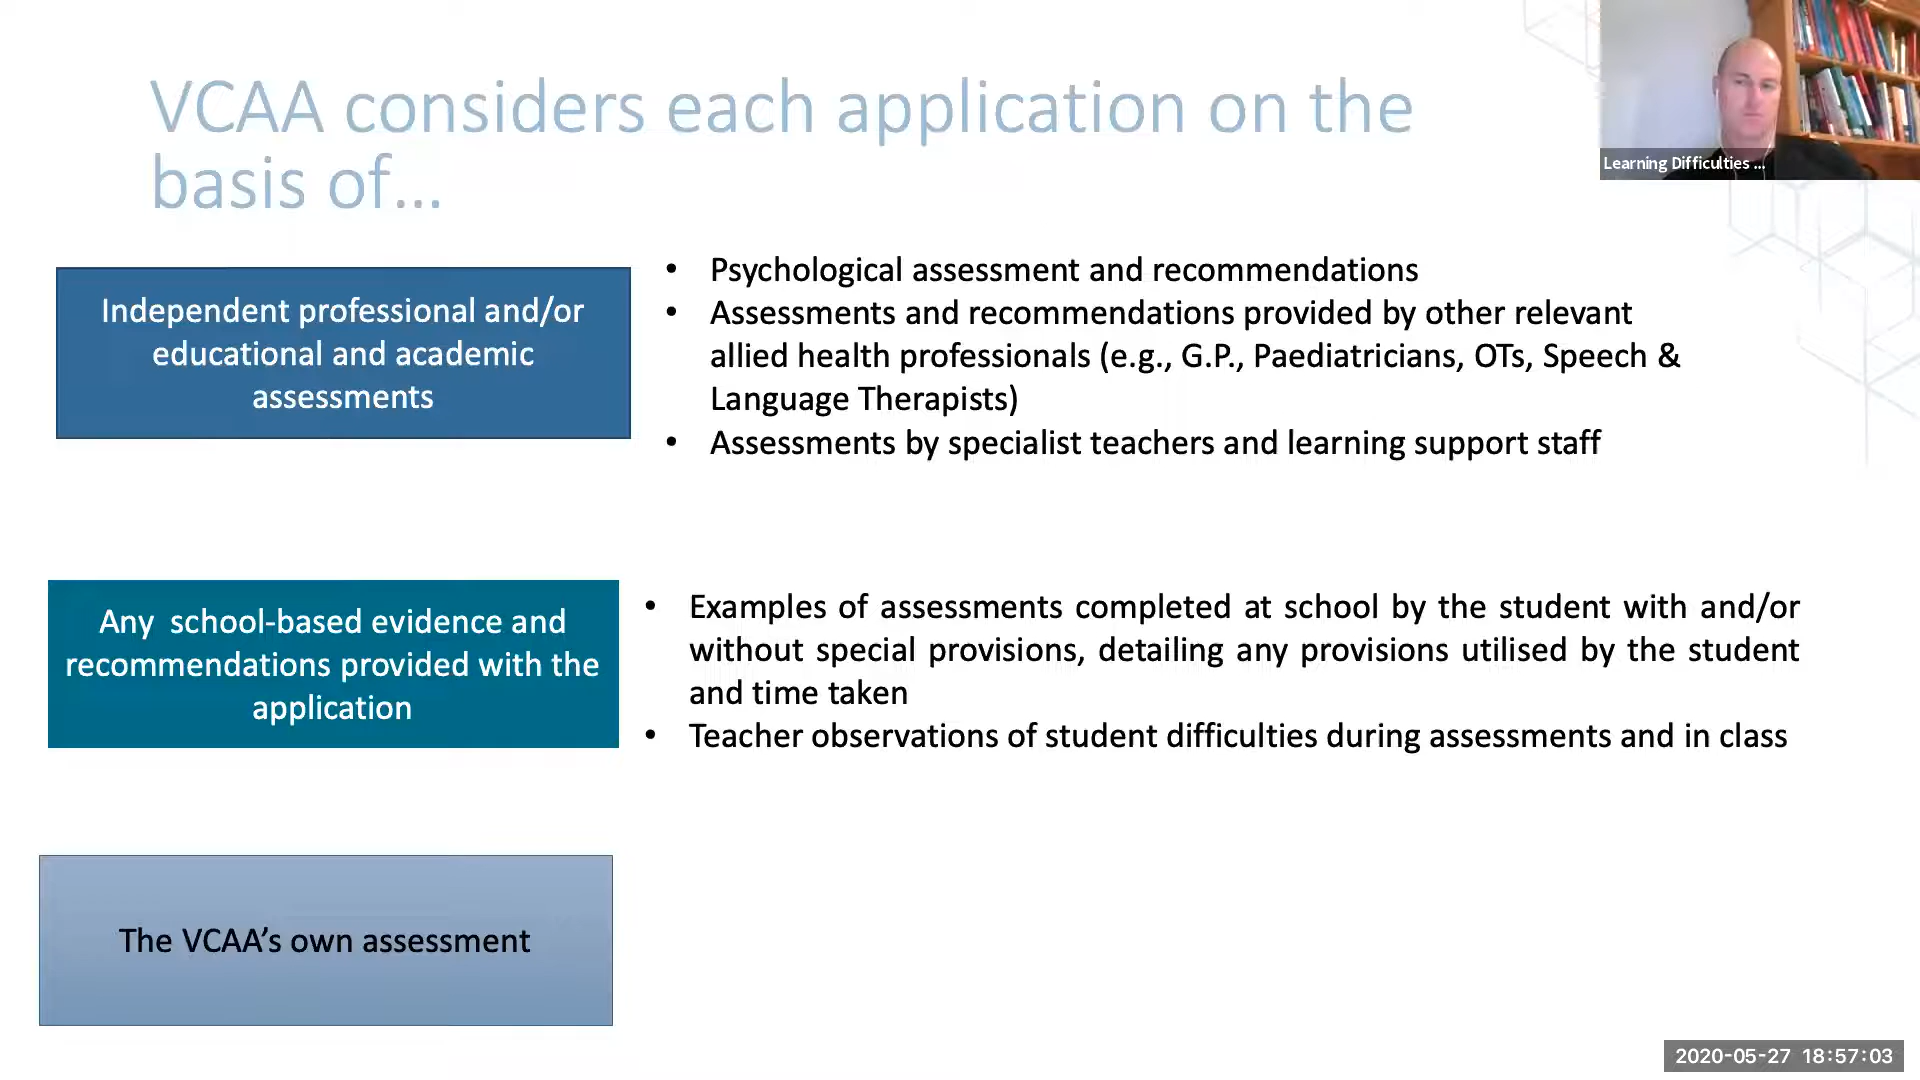 VCAA considers each application on the
basis of...
Learning Difficulties ...
Independent professional and/or
educational and academic
assessments
• Psychological assessment and recommendations
• Assessments and recommendations provided by other relevant
allied health professionals (e.g., G.P., Paediatricians, OTs, Speech &
Language Therapists)
• Assessments by specialist teachers and learning support staff
Any school-based evidence and
recommendations provided with the
application
• Examples of assessments completed at school by the student with and/or
without special provisions, detailing any provisions utilised by the student
and time taken
• Teacher observations of student difficulties during assessments and in class
The VCAA’s own assessment
2020-05-27 18:57:03